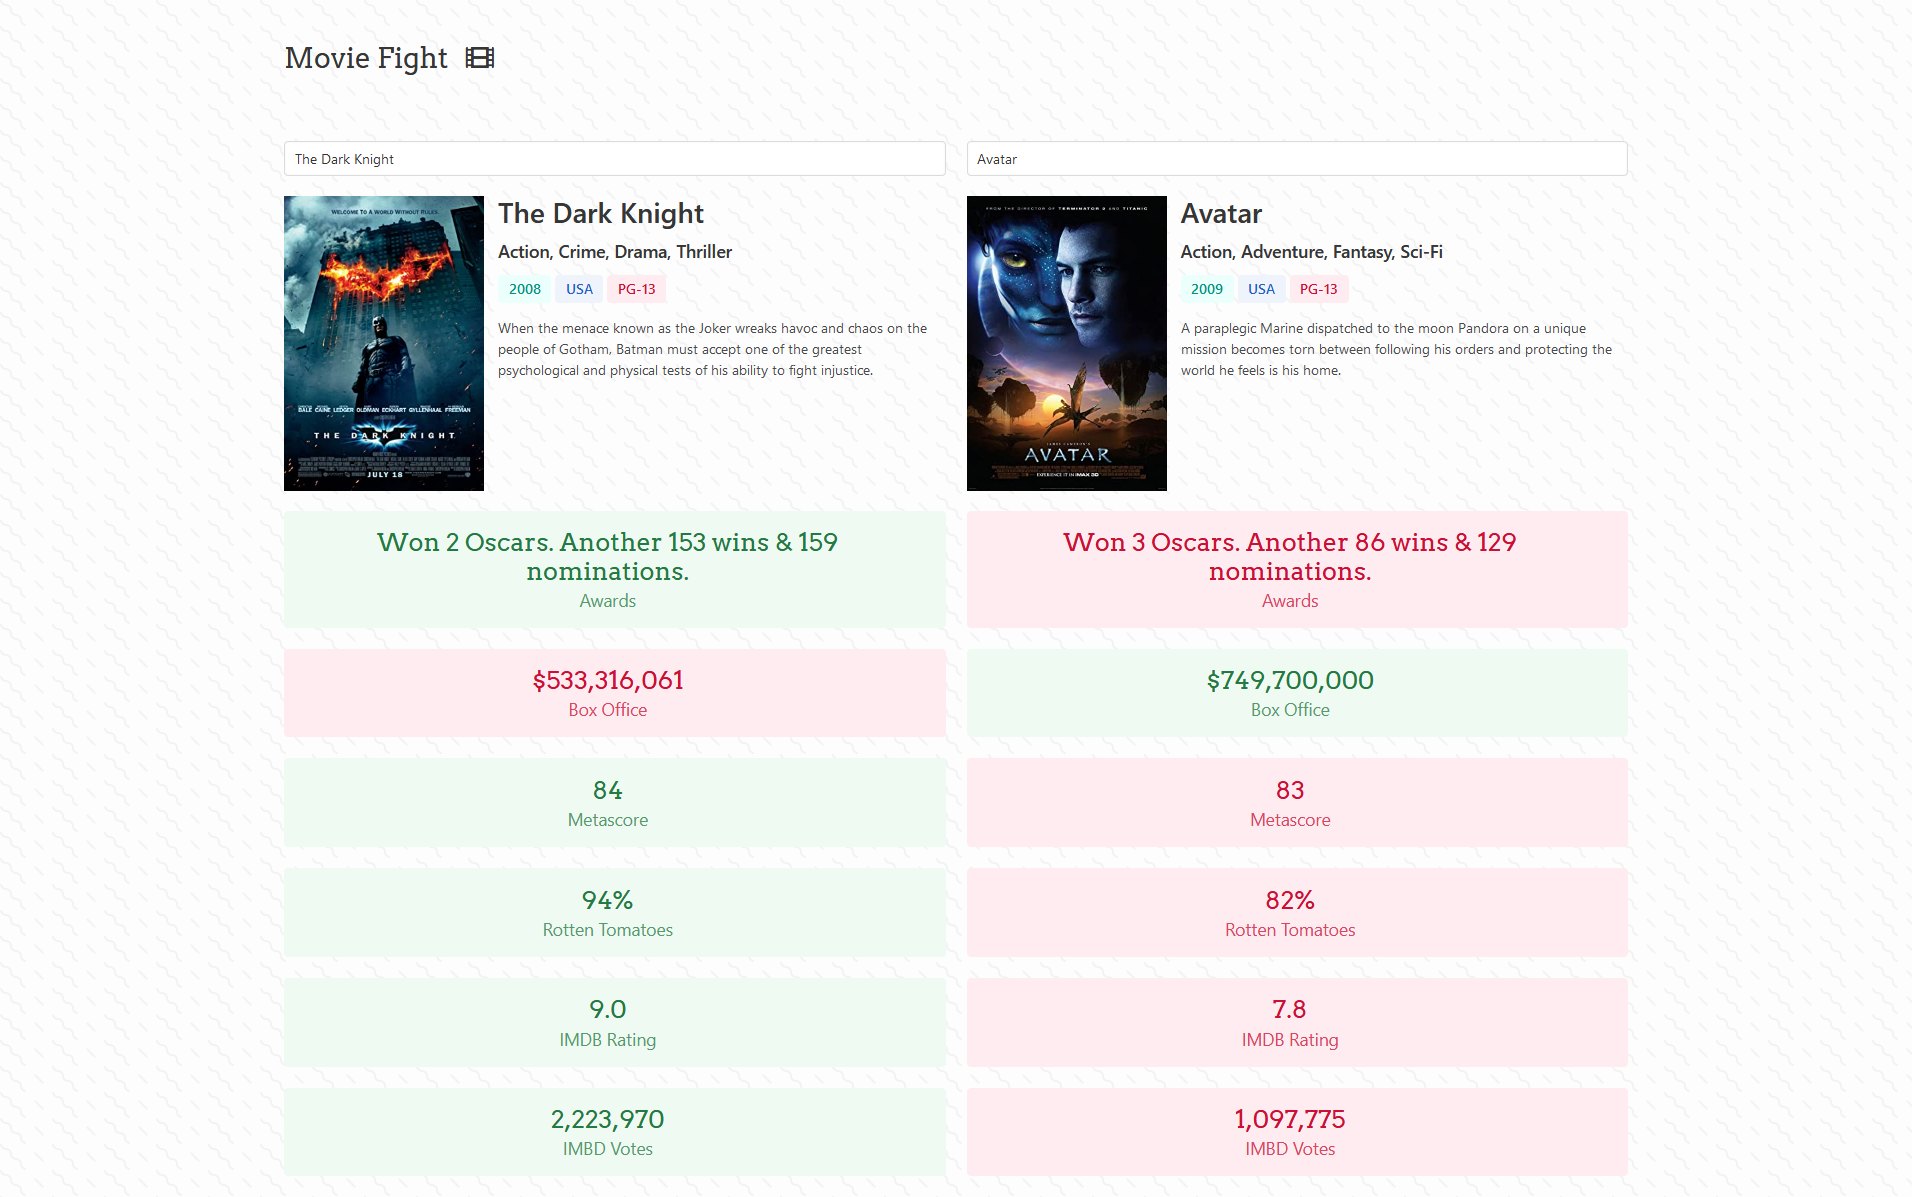 Movie Fight
The Dark Knight
WELCOME TO A WORLD WITHOUT RULES.
BALE CAINE LEDGER OLDMAN ECKHART GYLLENHAAL FREEMAN
THE DARK KNIGHT
JULY 18
The Dark Knight
Action, Crime, Drama, Thriller
2008 USA PG-13
When the menace known as the Joker wreaks havoc and chaos on the
people of Gotham, Batman must accept one of the greatest
psychological and physical tests of his ability to fight injustice.
Won 2 Oscars. Another 153 wins & 159
nominations.
Awards
$533,316,061
Box Office
84
Metascore
94%
Rotten Tomatoes
9.0
IMDB Rating
2,223,970
IMBD Votes
Avatar
FROM THE DIRECTOR OF TERMINATOR 2 AND TITANIC
JAMES CAMERON'S
AVATAR
EXPERIENCE IT IN IMAX 3D
Avatar
Action, Adventure, Fantasy, Sci-Fi
2009 USA PG-13
A paraplegic Marine dispatched to the moon Pandora on a unique
mission becomes torn between following his orders and protecting the
world he feels is his home.
Won 3 Oscars. Another 86 wins & 129
nominations.
Awards
$749,700,000
Box Office
83
Metascore
82%
Rotten Tomatoes
7.8
IMDB Rating
1,097,775
IMBD Votes